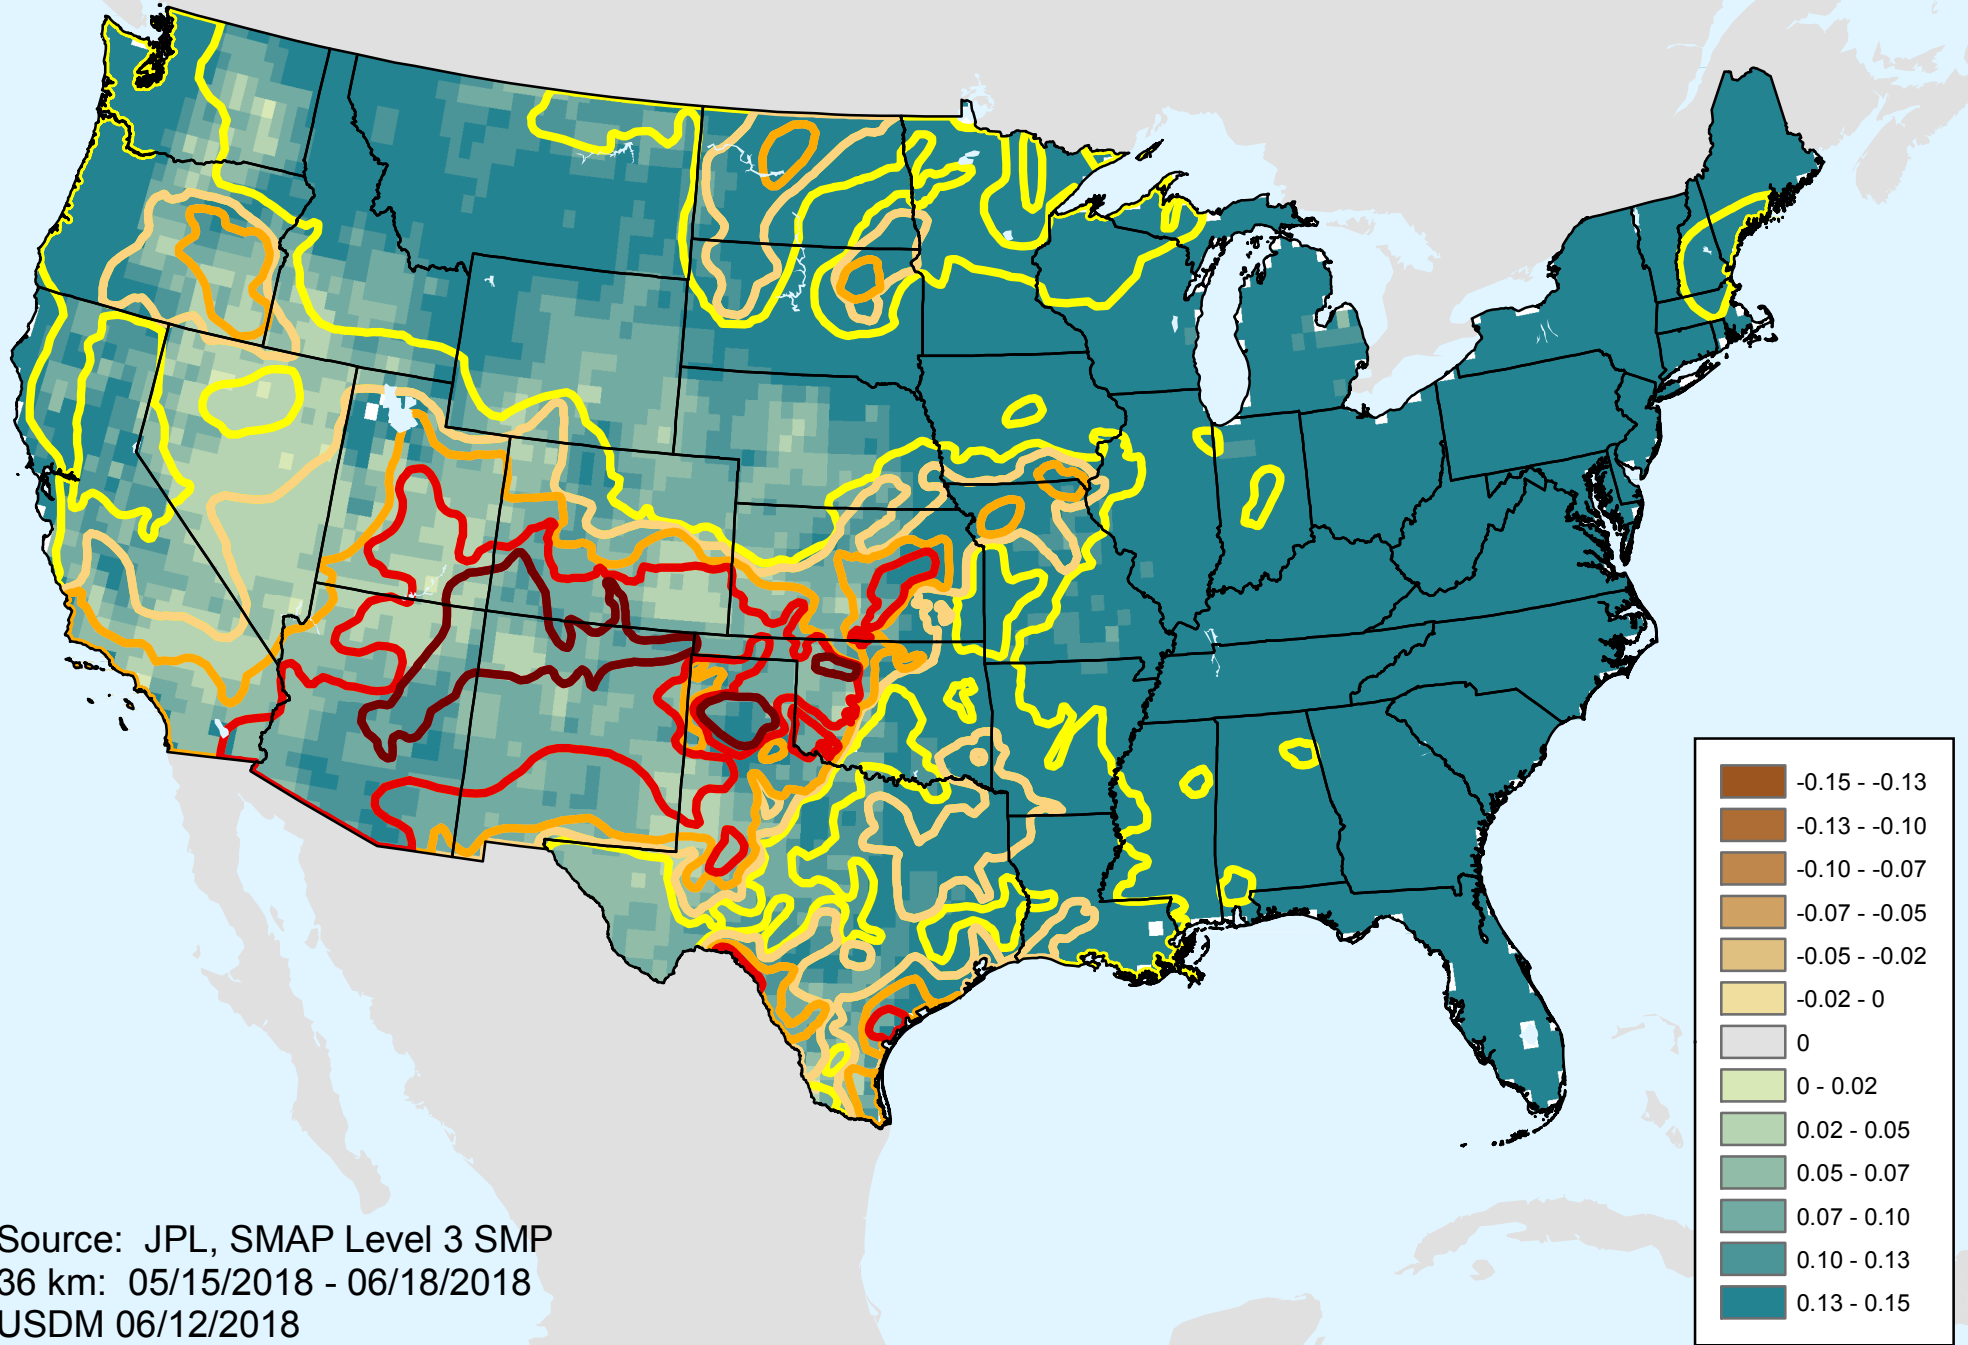 -0.15 - -0.13
-0.13 - -0.10
-0.10 - -0.07
-0.07 - -0.05
-0.05 - -0.02
-0.02 - 0
0
0 - 0.02
0.02 - 0.05
0.05 - 0.07
0.07 - 0.10
0.10 - 0.13
0.13 - 0.15
Source: JPL, SMAP Level 3 SMP
36 km: 05/15/2018 - 06/18/2018
USDM 06/12/2018